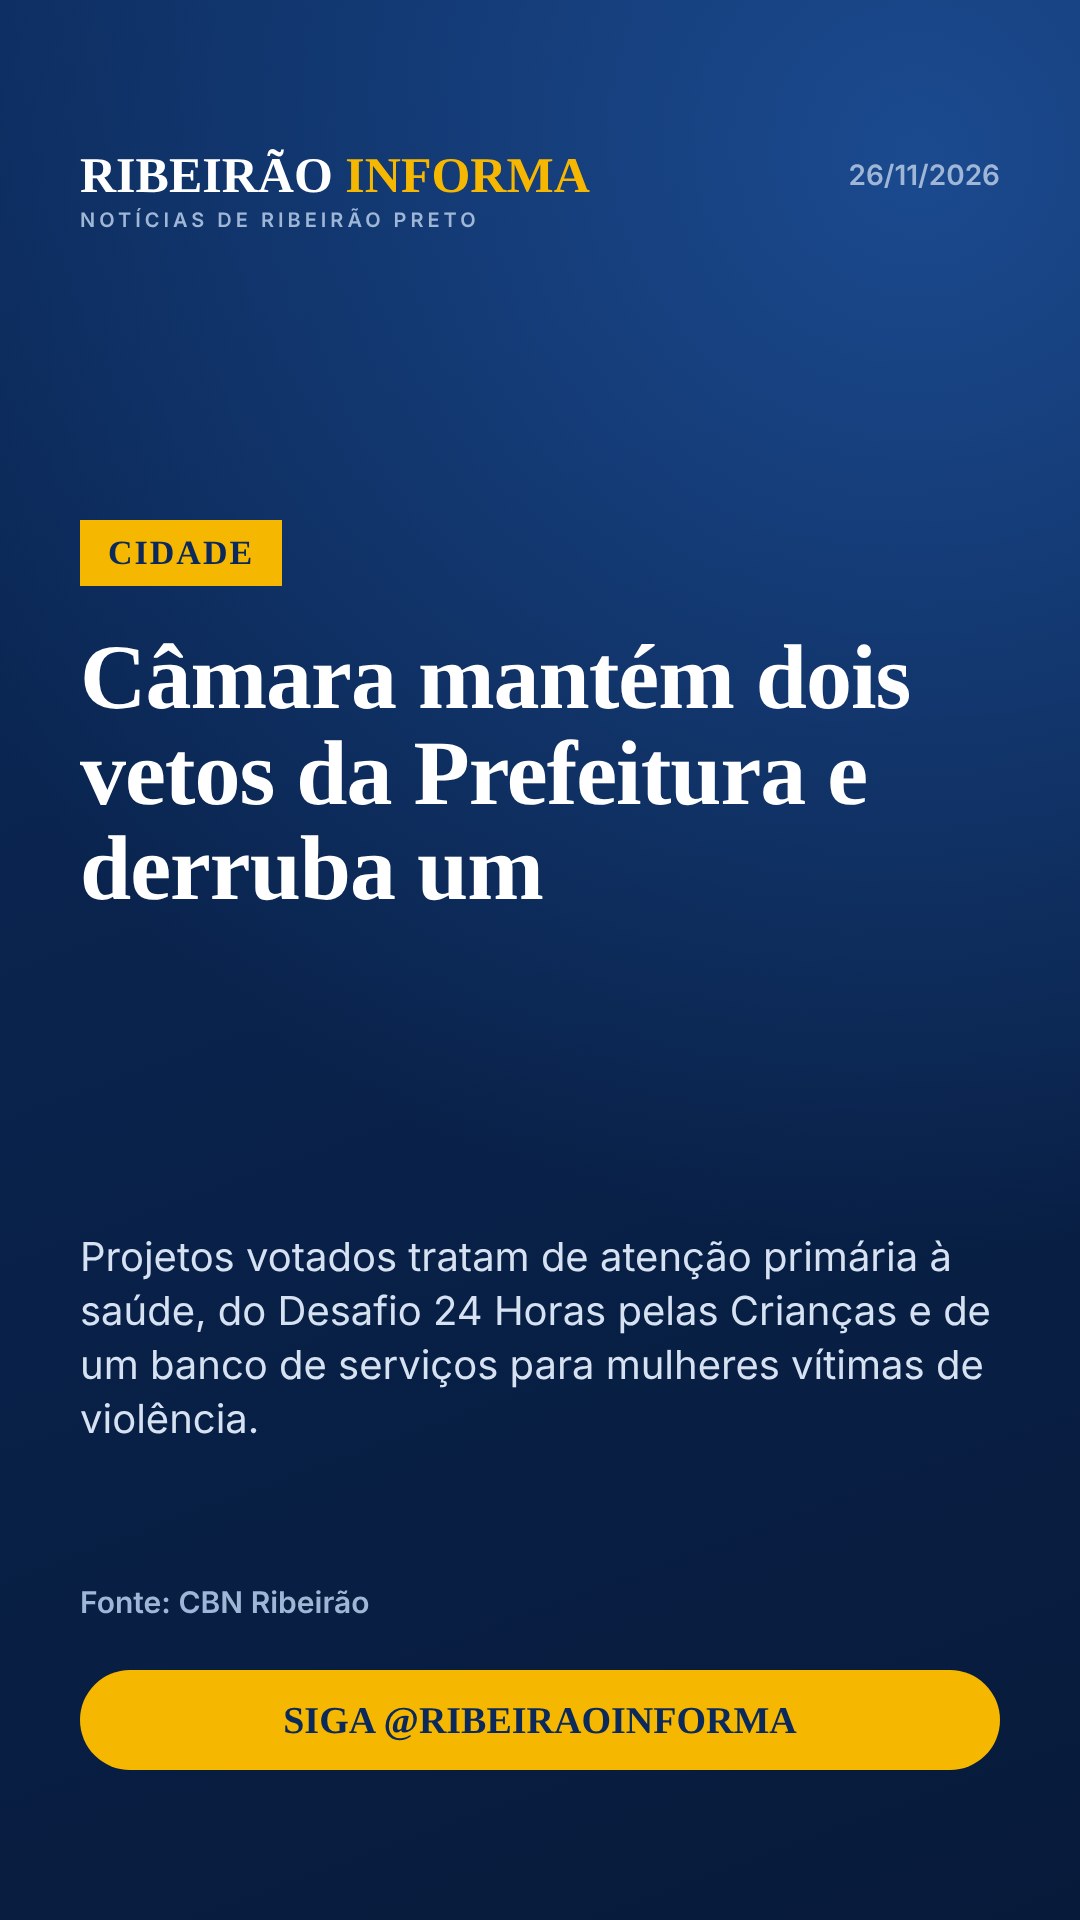 RIBEIRÃO INFORMA
26/11/2026
NOTÍCIAS DE RIBEIRÃO PRETO
CIDADE
Câmara mantém dois
vetos da Prefeitura e
derruba um
Projetos votados tratam de atenção primária à
saúde, do Desafio 24 Horas pelas Crianças e de
um banco de serviços para mulheres vítimas de
violência.
Fonte: CBN Ribeirão
SIGA @RIBEIRAOINFORMA